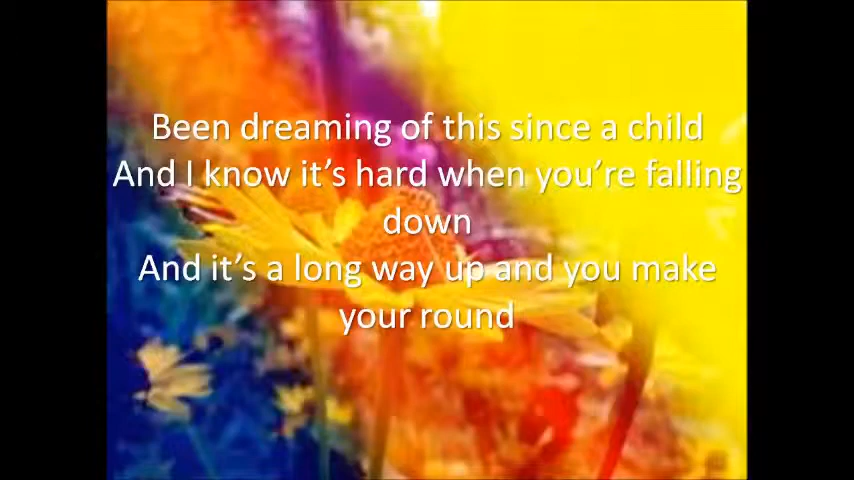 Been dreaming of this since a child
And I know it’s hard when you’re falling
down
And it’s a long way up and you make
your round